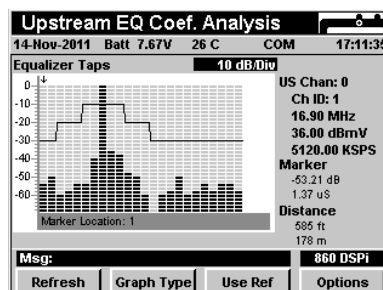 Upstream EQ Coef. Analysis
14-Nov-2011 Batt 7.67V 26 C COM 17:11:35
Equalizer Taps 10 dB/Div
0
-10
-20
-30
-40
-50
-60
Marker Location: 1
US Chan: 0
Ch ID: 1
16.90 MHz
36.00 dBmV
5120.00 KSPS
Marker
-53.21 dB
1.37 uS
Distance
585 ft
178 m
Msg: 860 DSPi
Refresh Graph Type Use Ref Options